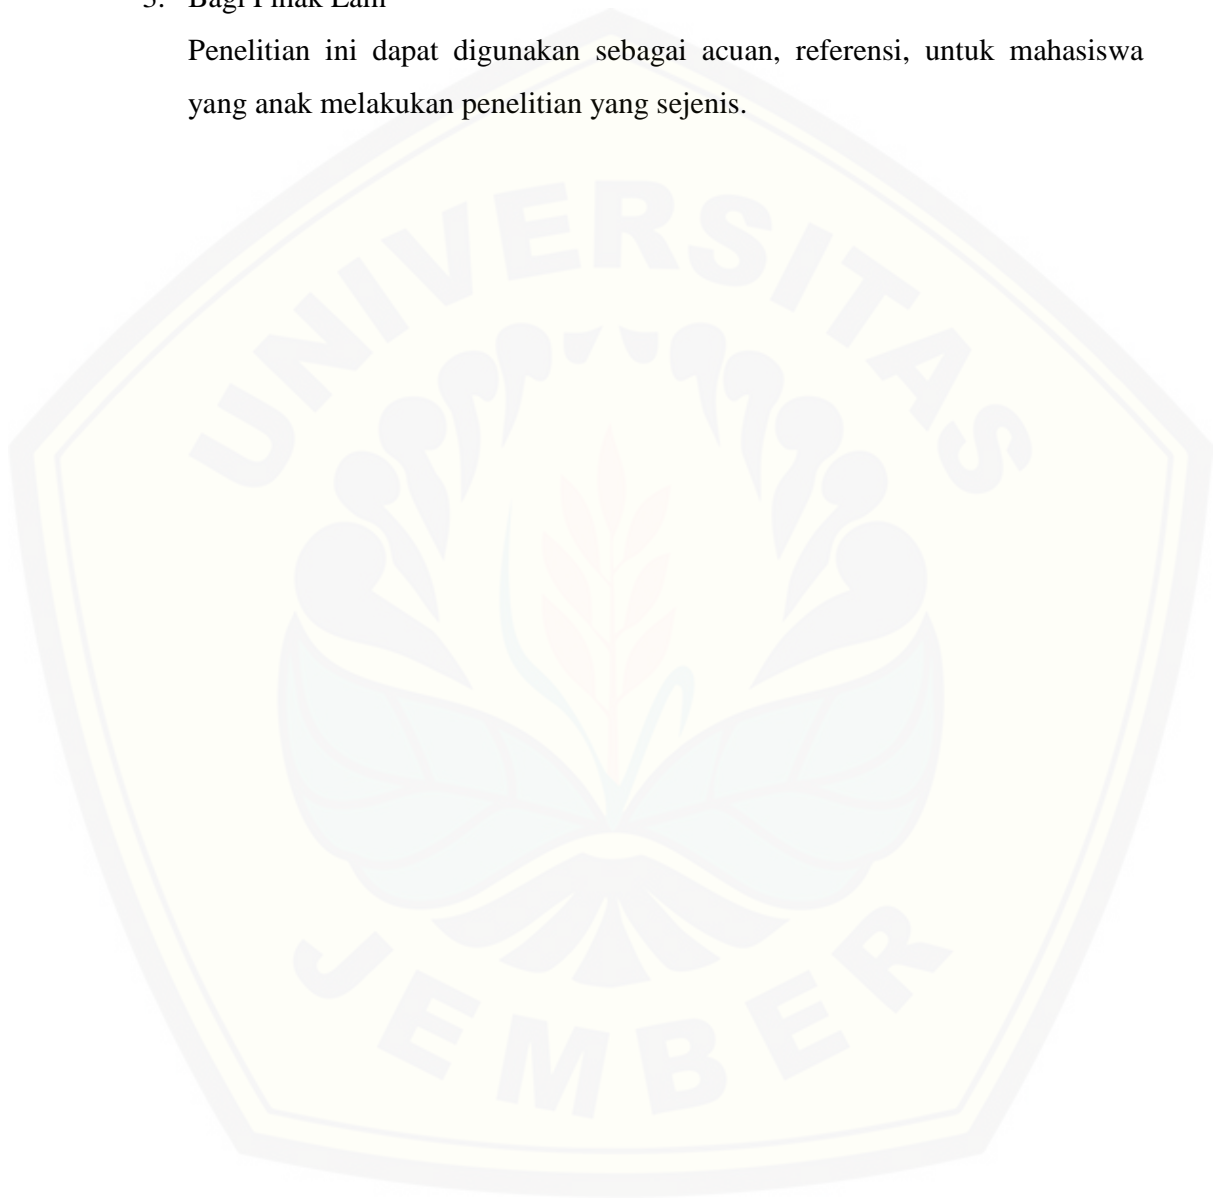 3. Bagi Pihak Lain
Penelitian ini dapat digunakan sebagai acuan, referensi, untuk mahasiswa
yang anak melakukan penelitian yang sejenis.
UNIVERSITAS
JEMBER